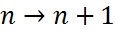 n → n + 1